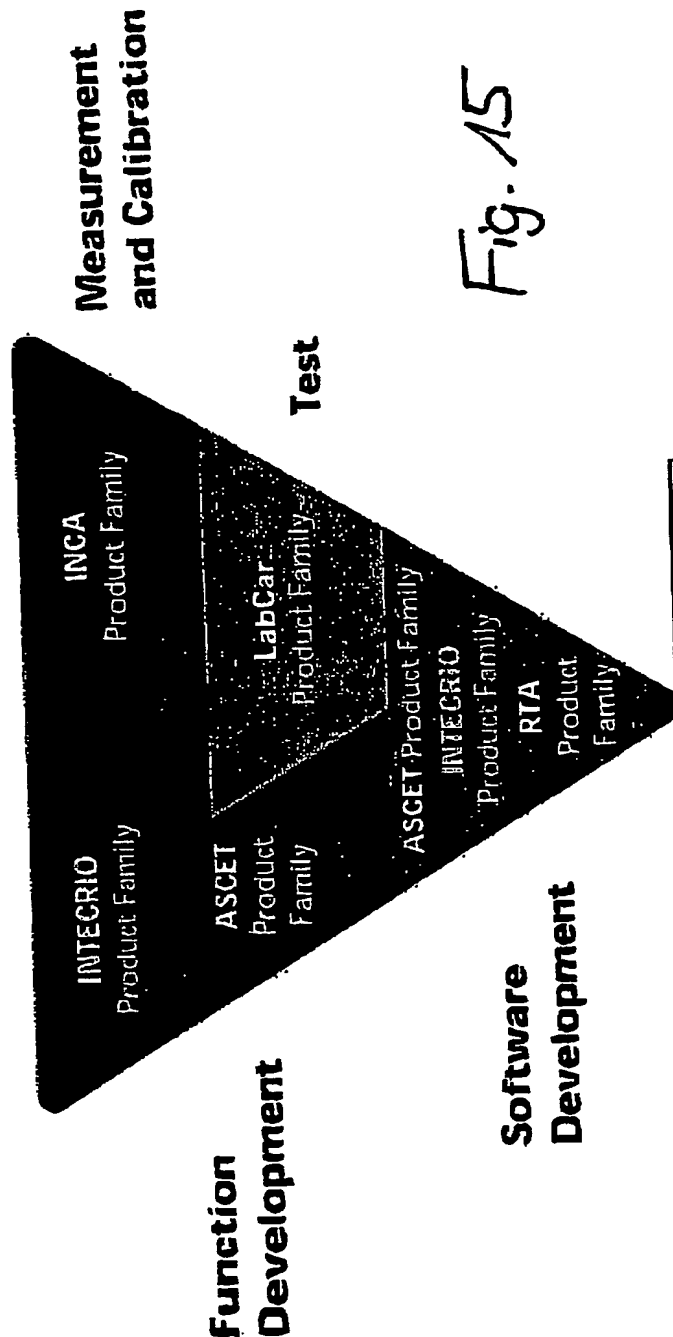 Measurement
and Calibration
INCA
Product Family
INTECRIO
Product Family
Test
LabCar
Product Family
ASCET
Product
Family
Function
Development
ASCET-Product Family
INTECRIO
Product Family
RTA
Product
Family
Software
Development
Fig. 15